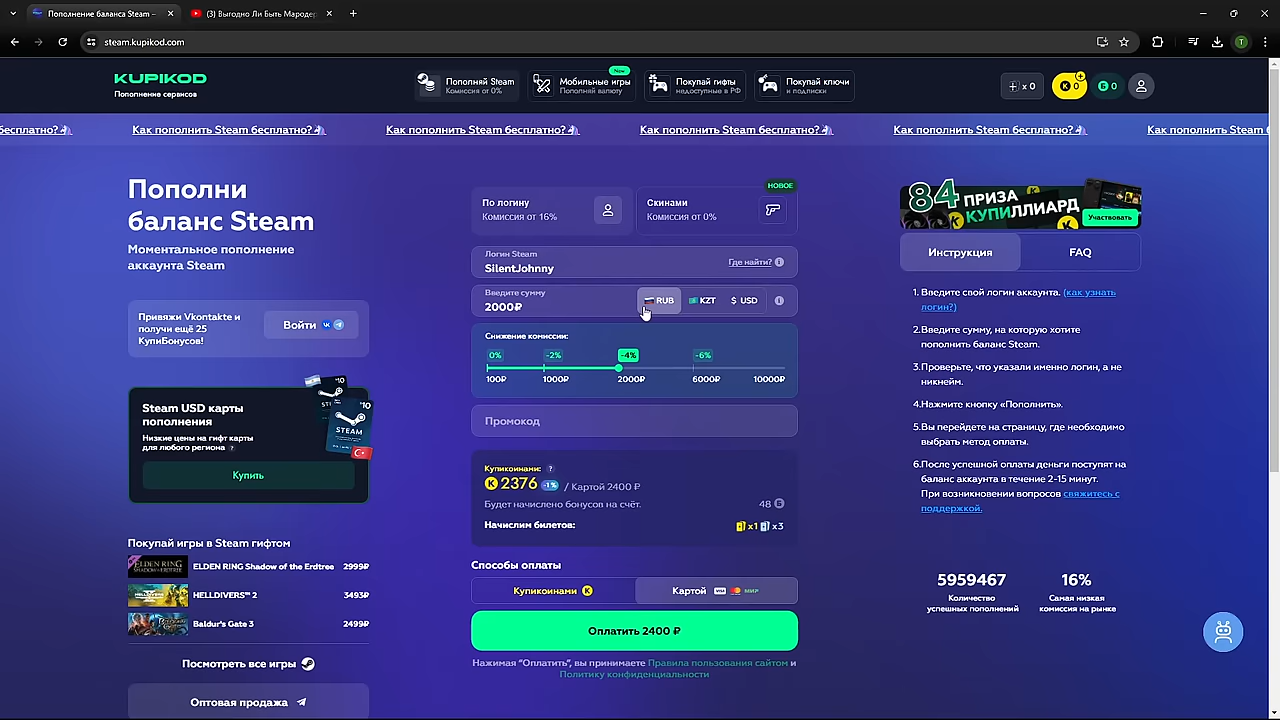 Пополнение баланса Steam –
(3) Выгодно Ли Быть Мародер
steam.kupikod.com
KUPIKOD
Пополнение сервисов
Пополняй Steam
Комиссия от 0%
New
Мобильные игры
Пополняй валюту
Покупай гифты
недоступные в РФ
Покупай ключи
и подписки
x 0
K 0
Б 0
бесплатно?
Как пополнить Steam бесплатно?
Как пополнить Steam бесплатно?
Как пополнить Steam бесплатно?
Как пополнить Steam бесплатно?
Как пополнить Steam б
Пополни
баланс Steam
Моментальное пополнение
аккаунта Steam
Привяжи Vkontakte и
получи ещё 25
КупиБонусов!
Войти
Steam USD карты
пополнения
Низкие цены на гифт карты
для любого региона ?
STEAM
Купить
Покупай игры в Steam гифтом
ELDEN RING Shadow of the Erdtree 2999₽
HELLDIVERS™ 2 3493₽
Baldur's Gate 3 2499₽
Посмотреть все игры
Оптовая продажа
По логину
Комиссия от 16%
НОВОЕ
Скинами
Комиссия от 0%
Логин Steam
SilentJohnny
Где найти?
Введите сумму
2000₽
RUB
KZT
$ USD
Снижение комиссии:
0% -2% -4% -6%
100₽ 1000₽ 2000₽ 6000₽ 10000₽
Промокод
Купикоинами: ?
K 2376 -1% / Картой 2400 ₽
Будет начислено бонусов на счёт. 48 Б
Начислим билетов: x1 x3
Способы оплаты
Купикоинами K
Картой VISA МИР
Оплатить 2400 ₽
Нажимая “Оплатить”, вы принимаете Правила пользования сайтом и
Политику конфиденциальности
84 ПРИЗА
КУПИЛЛИАРД
Участвовать
Инструкция
FAQ
1. Введите свой логин аккаунта. (как узнать
логин?)
2. Введите сумму, на которую хотите
пополнить баланс Steam.
3. Проверьте, что указали именно логин, а не
никнейм.
4. Нажмите кнопку «Пополнить».
5. Вы перейдете на страницу, где необходимо
выбрать метод оплаты.
6. После успешной оплаты деньги поступят на
баланс аккаунта в течение 2-15 минут.
При возникновении вопросов свяжитесь с
поддержкой.
5959467
Количество
успешных пополнений
16%
Самая низкая
комиссия на рынке